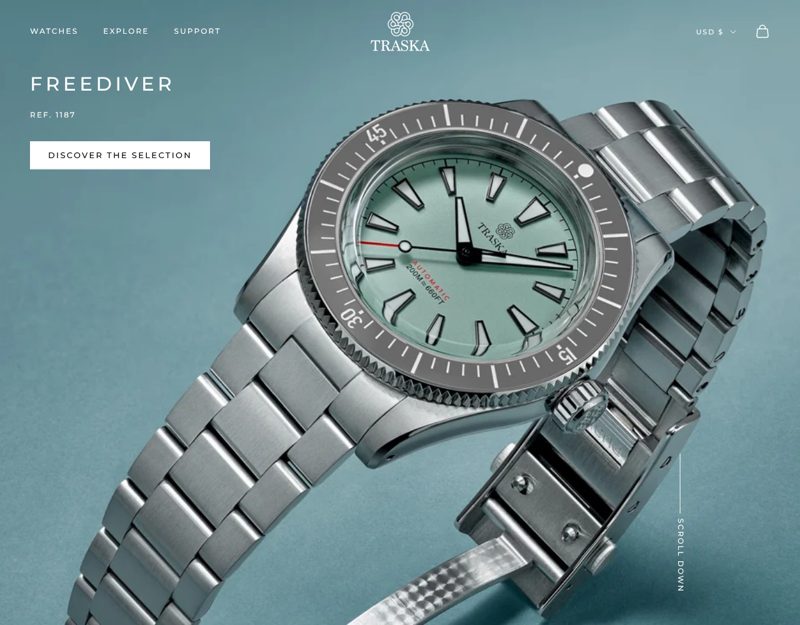 WATCHES
EXPLORE
SUPPORT
TRASKA
USD $
FREEDIVER
REF. 1187
DISCOVER THE SELECTION
45
TRASKA
AUTOMATIC
200M=660FT
30
15
SCROLL DOWN